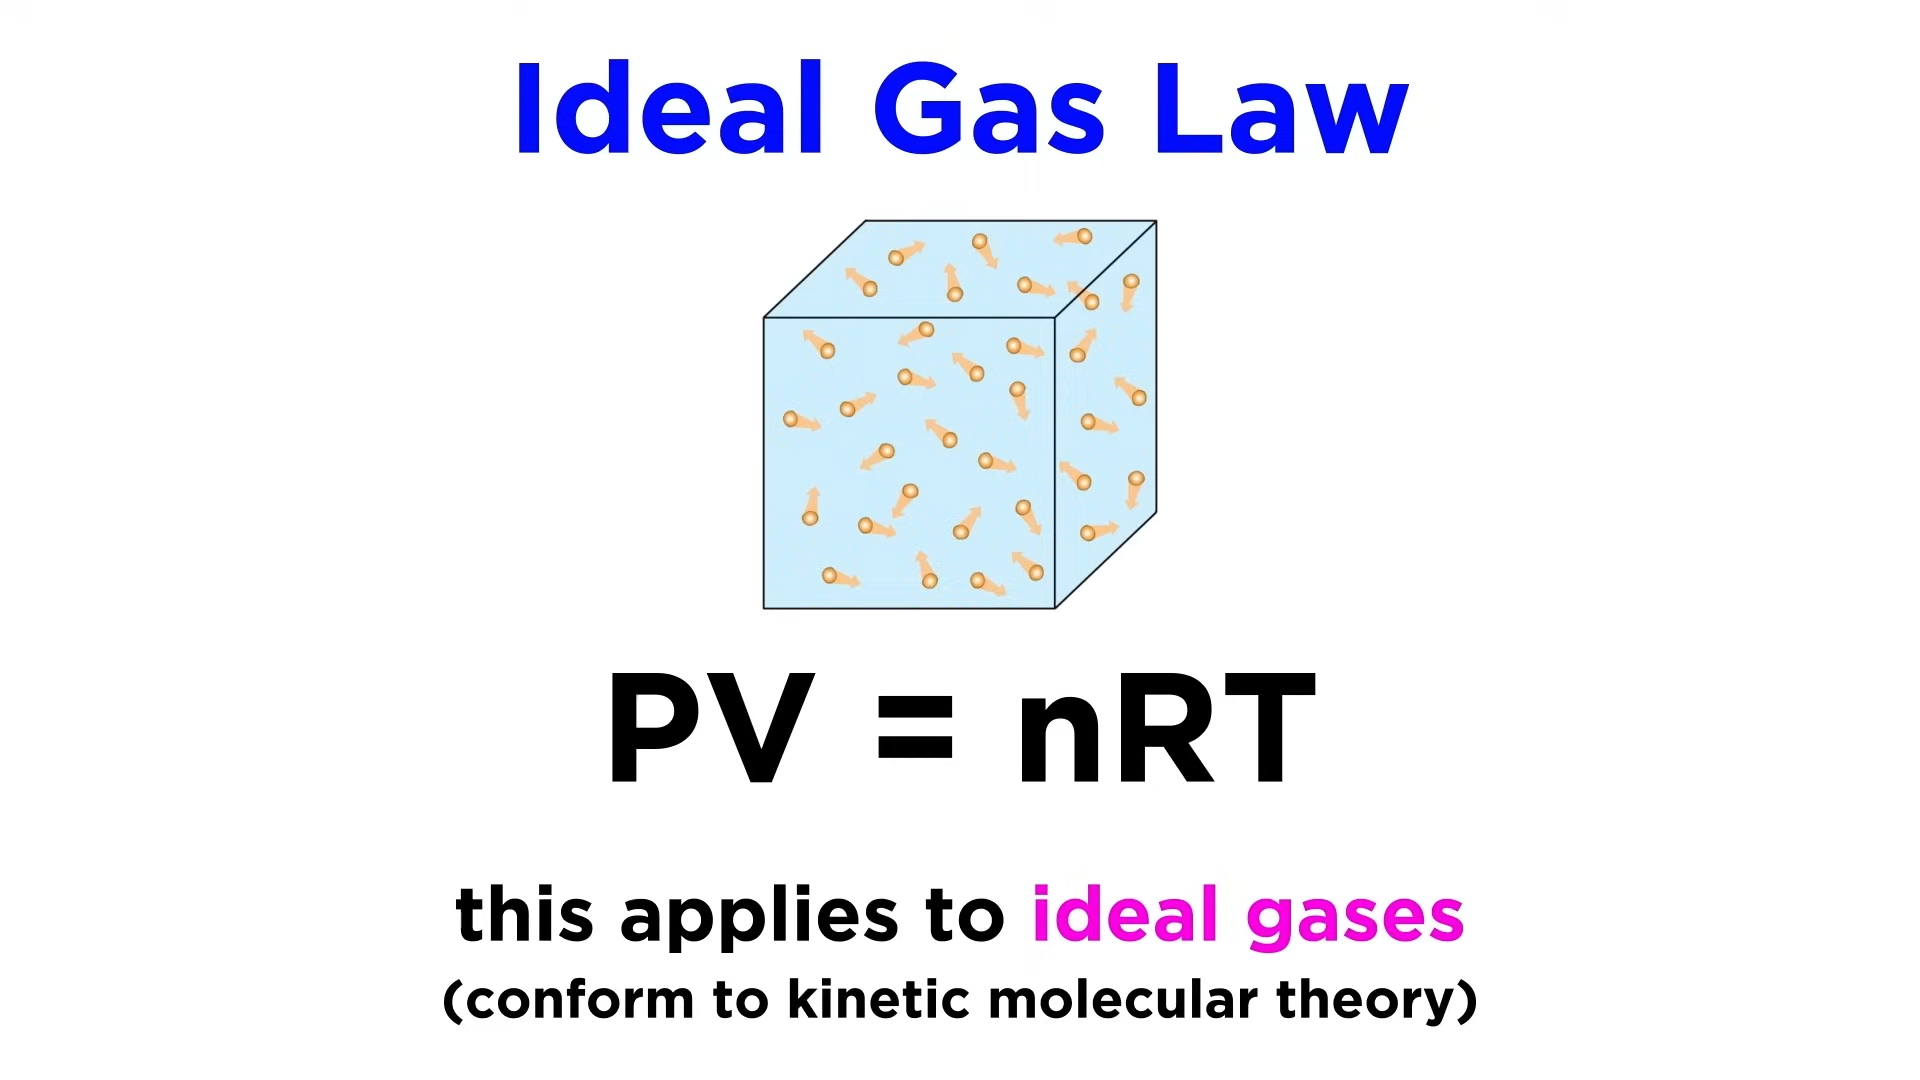 Ideal Gas Law
PV = nRT
this applies to ideal gases
(conform to kinetic molecular theory)